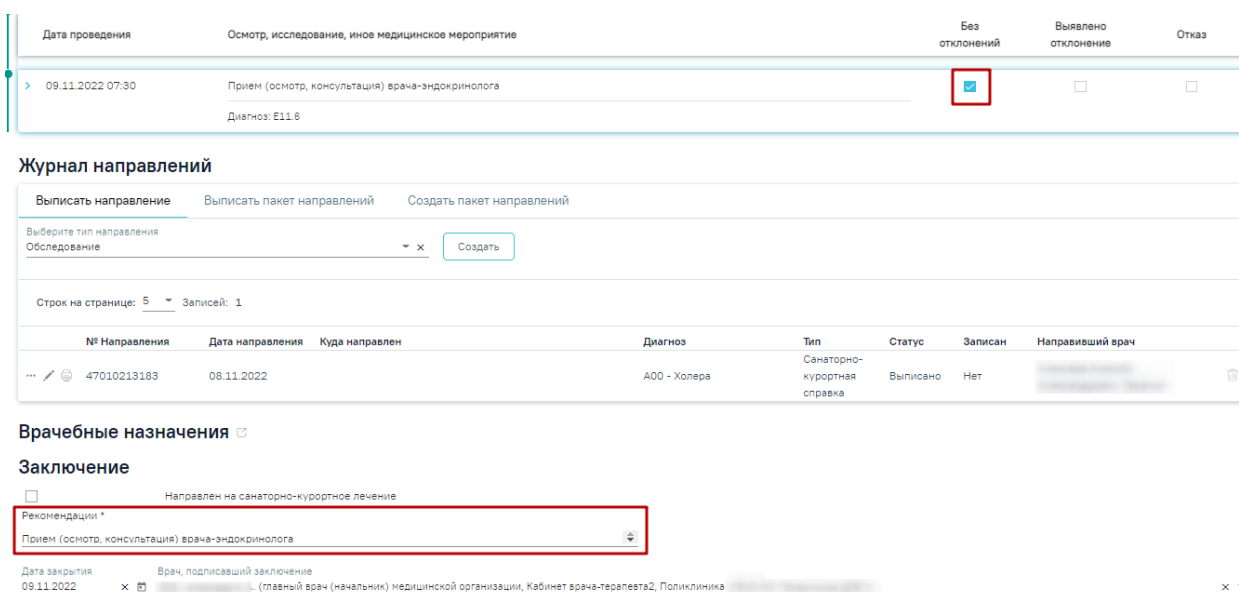 Дата проведения Осмотр, исследование, иное медицинское мероприятие Без отклонений Выявлено отклонение Отказ
09.11.2022 07:30 Прием (осмотр, консультация) врача-эндокринолога
Диагноз: E11.6
Журнал направлений
Выписать направление Выписать пакет направлений Создать пакет направлений
Выберите тип направления
Обследование Создать
Строк на странице: 5 Записей: 1
№ Направления Дата направления Куда направлен Диагноз Тип Статус Записан Направивший врач
47010213183 08.11.2022 A00 - Холера Санаторно-курортная справка Выписано Нет
Врачебные назначения
Заключение
Направлен на санаторно-курортное лечение
Рекомендации *
Прием (осмотр, консультация) врача-эндокринолога
Дата закрытия Врач, подписавший заключение
09.11.2022 (главный врач (начальник) медицинской организации, Кабинет врача-терапевта2, Поликлиника